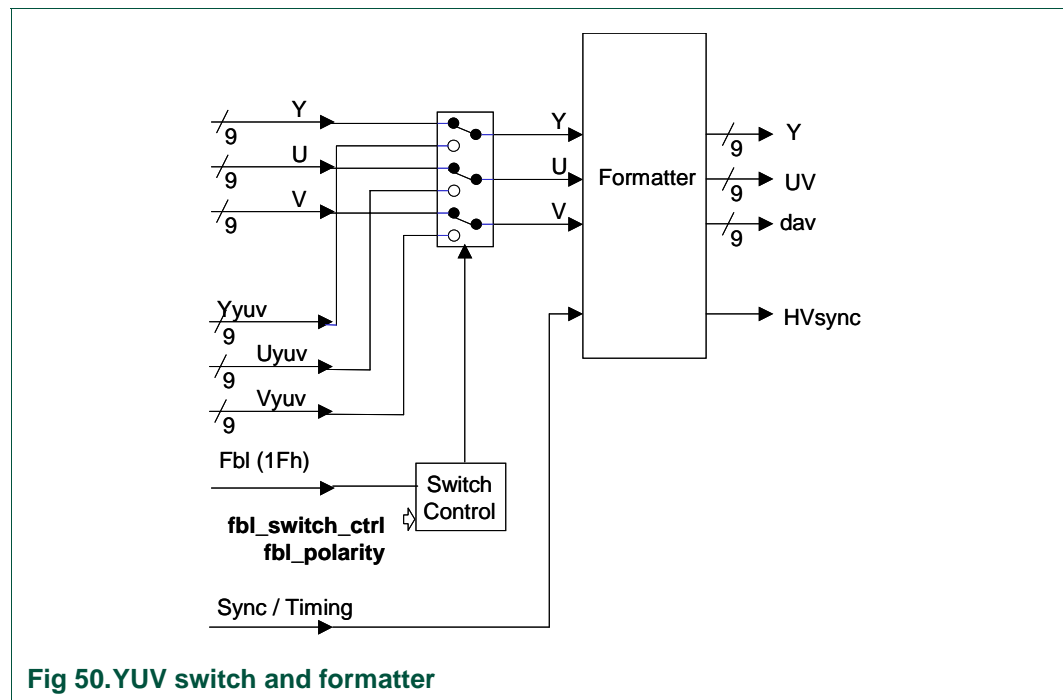 Y
9
U
9
V
9
Yyuv
9
Uyuv
9
Vyuv
9
Fbl (1Fh)
fbl_switch_ctrl
fbl_polarity
Switch
Control
Sync / Timing
Y
U
V
Formatter
9
Y
9
UV
9
dav
HVsync
Fig 50.YUV switch and formatter